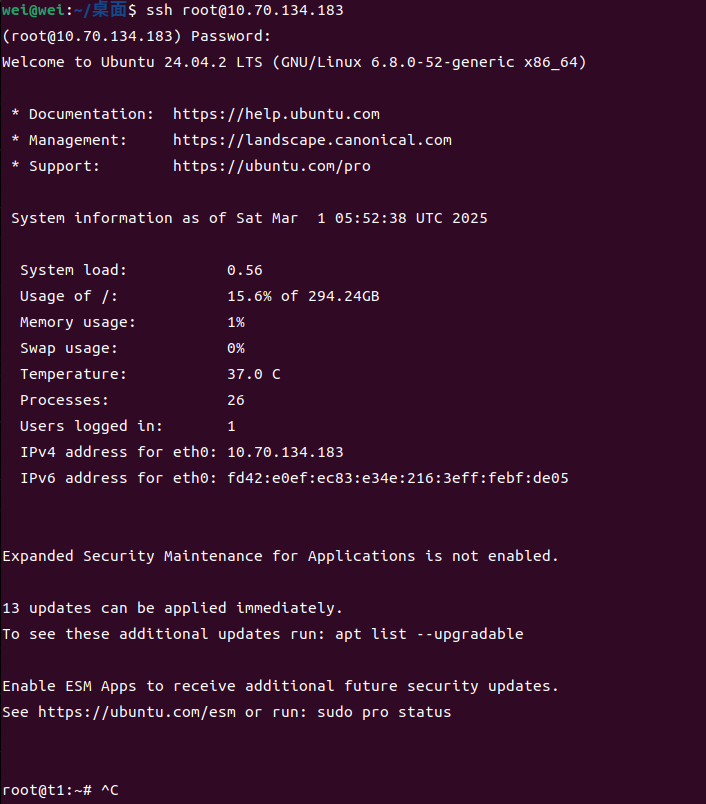 wei@wei:~/桌面$ ssh root@10.70.134.183
(root@10.70.134.183) Password:
Welcome to Ubuntu 24.04.2 LTS (GNU/Linux 6.8.0-52-generic x86_64)
* Documentation:  https://help.ubuntu.com
* Management:     https://landscape.canonical.com
* Support:        https://ubuntu.com/pro
System information as of Sat Mar  1 05:52:38 UTC 2025
System load:           0.56
Usage of /:            15.6% of 294.24GB
Memory usage:          1%
Swap usage:            0%
Temperature:           37.0 C
Processes:             26
Users logged in:       1
IPv4 address for eth0: 10.70.134.183
IPv6 address for eth0: fd42:e0ef:ec83:e34e:216:3eff:febf:de05
Expanded Security Maintenance for Applications is not enabled.
13 updates can be applied immediately.
To see these additional updates run: apt list --upgradable
Enable ESM Apps to receive additional future security updates.
See https://ubuntu.com/esm or run: sudo pro status
root@t1:~# ^C